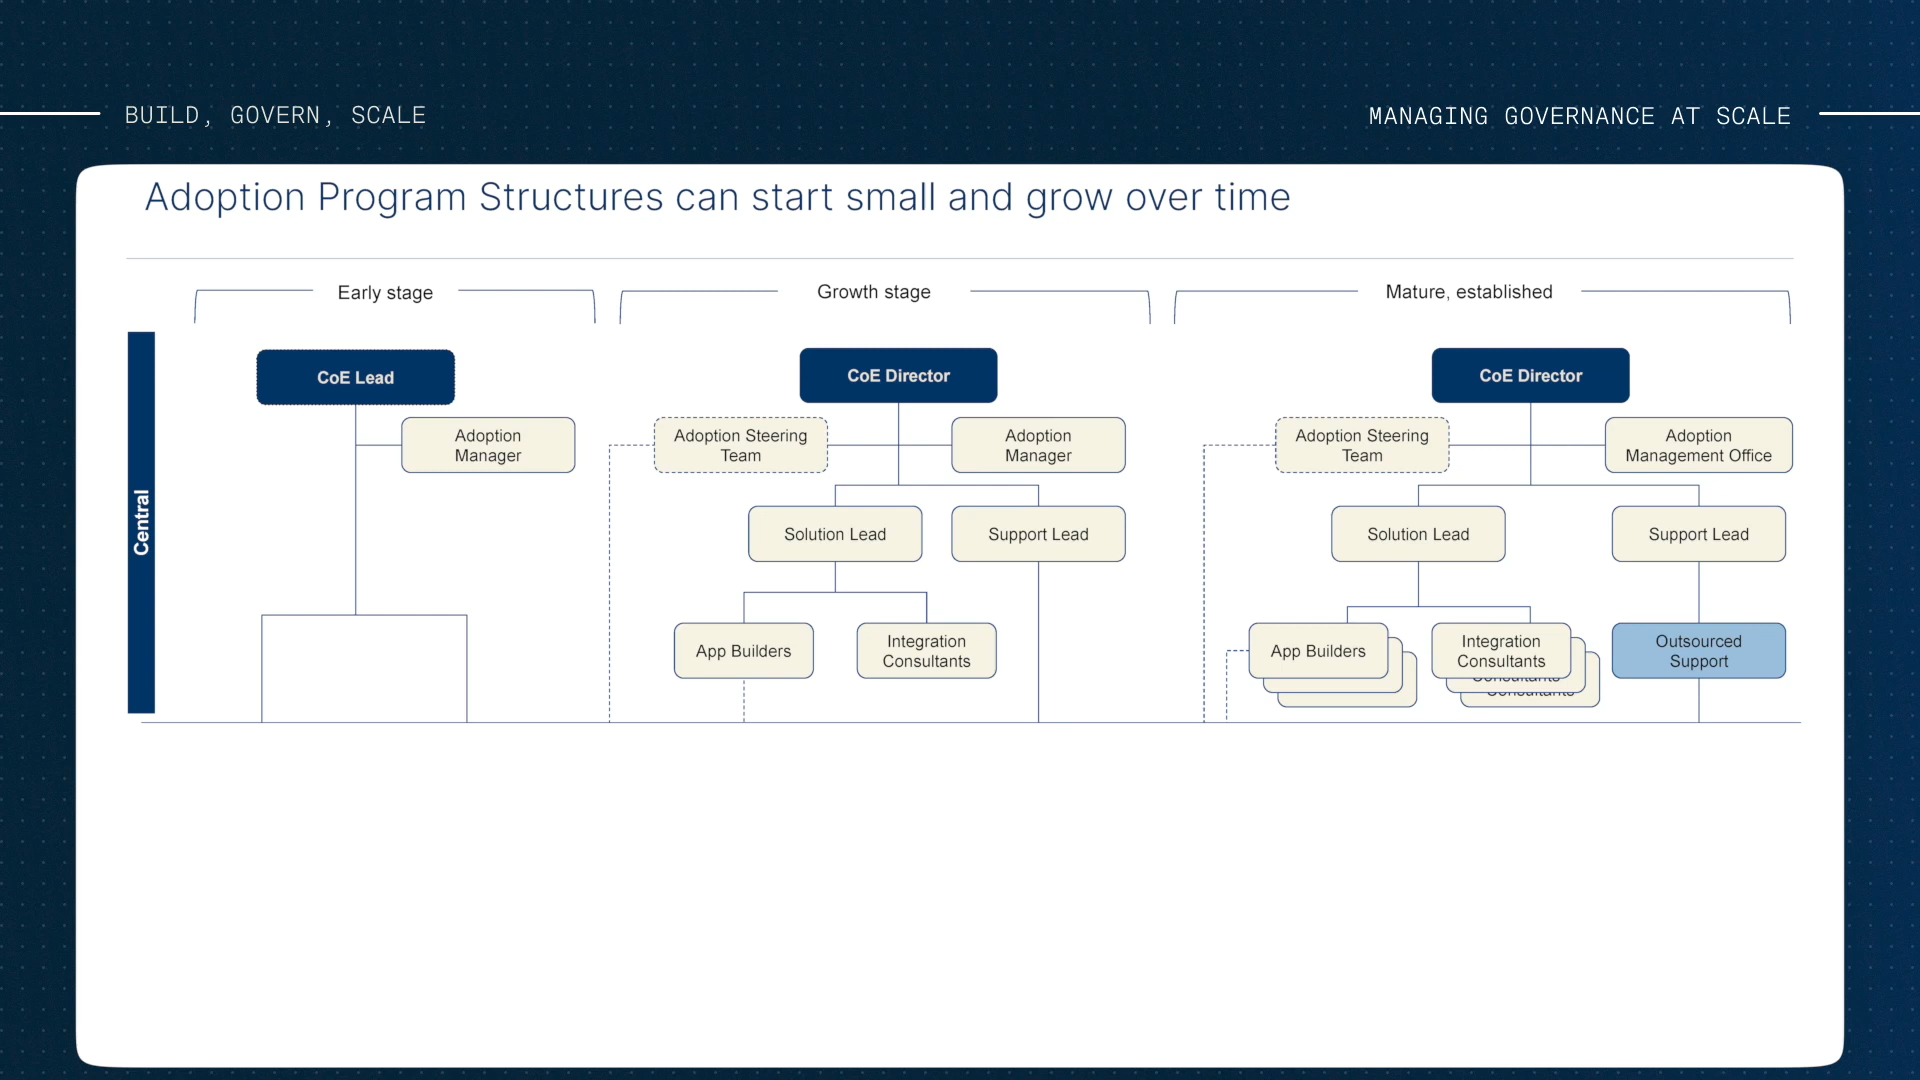 BUILD, GOVERN, SCALE
MANAGING GOVERNANCE AT SCALE
Adoption Program Structures can start small and grow over time
Early stage
Growth stage
Mature, established
Central
CoE Lead
Adoption
Manager
CoE Director
Adoption Steering
Team
Adoption
Manager
Solution Lead
Support Lead
App Builders
Integration
Consultants
CoE Director
Adoption Steering
Team
Adoption
Management Office
Solution Lead
Support Lead
App Builders
Integration
Consultants
Consultants
Consultants
Outsourced
Support